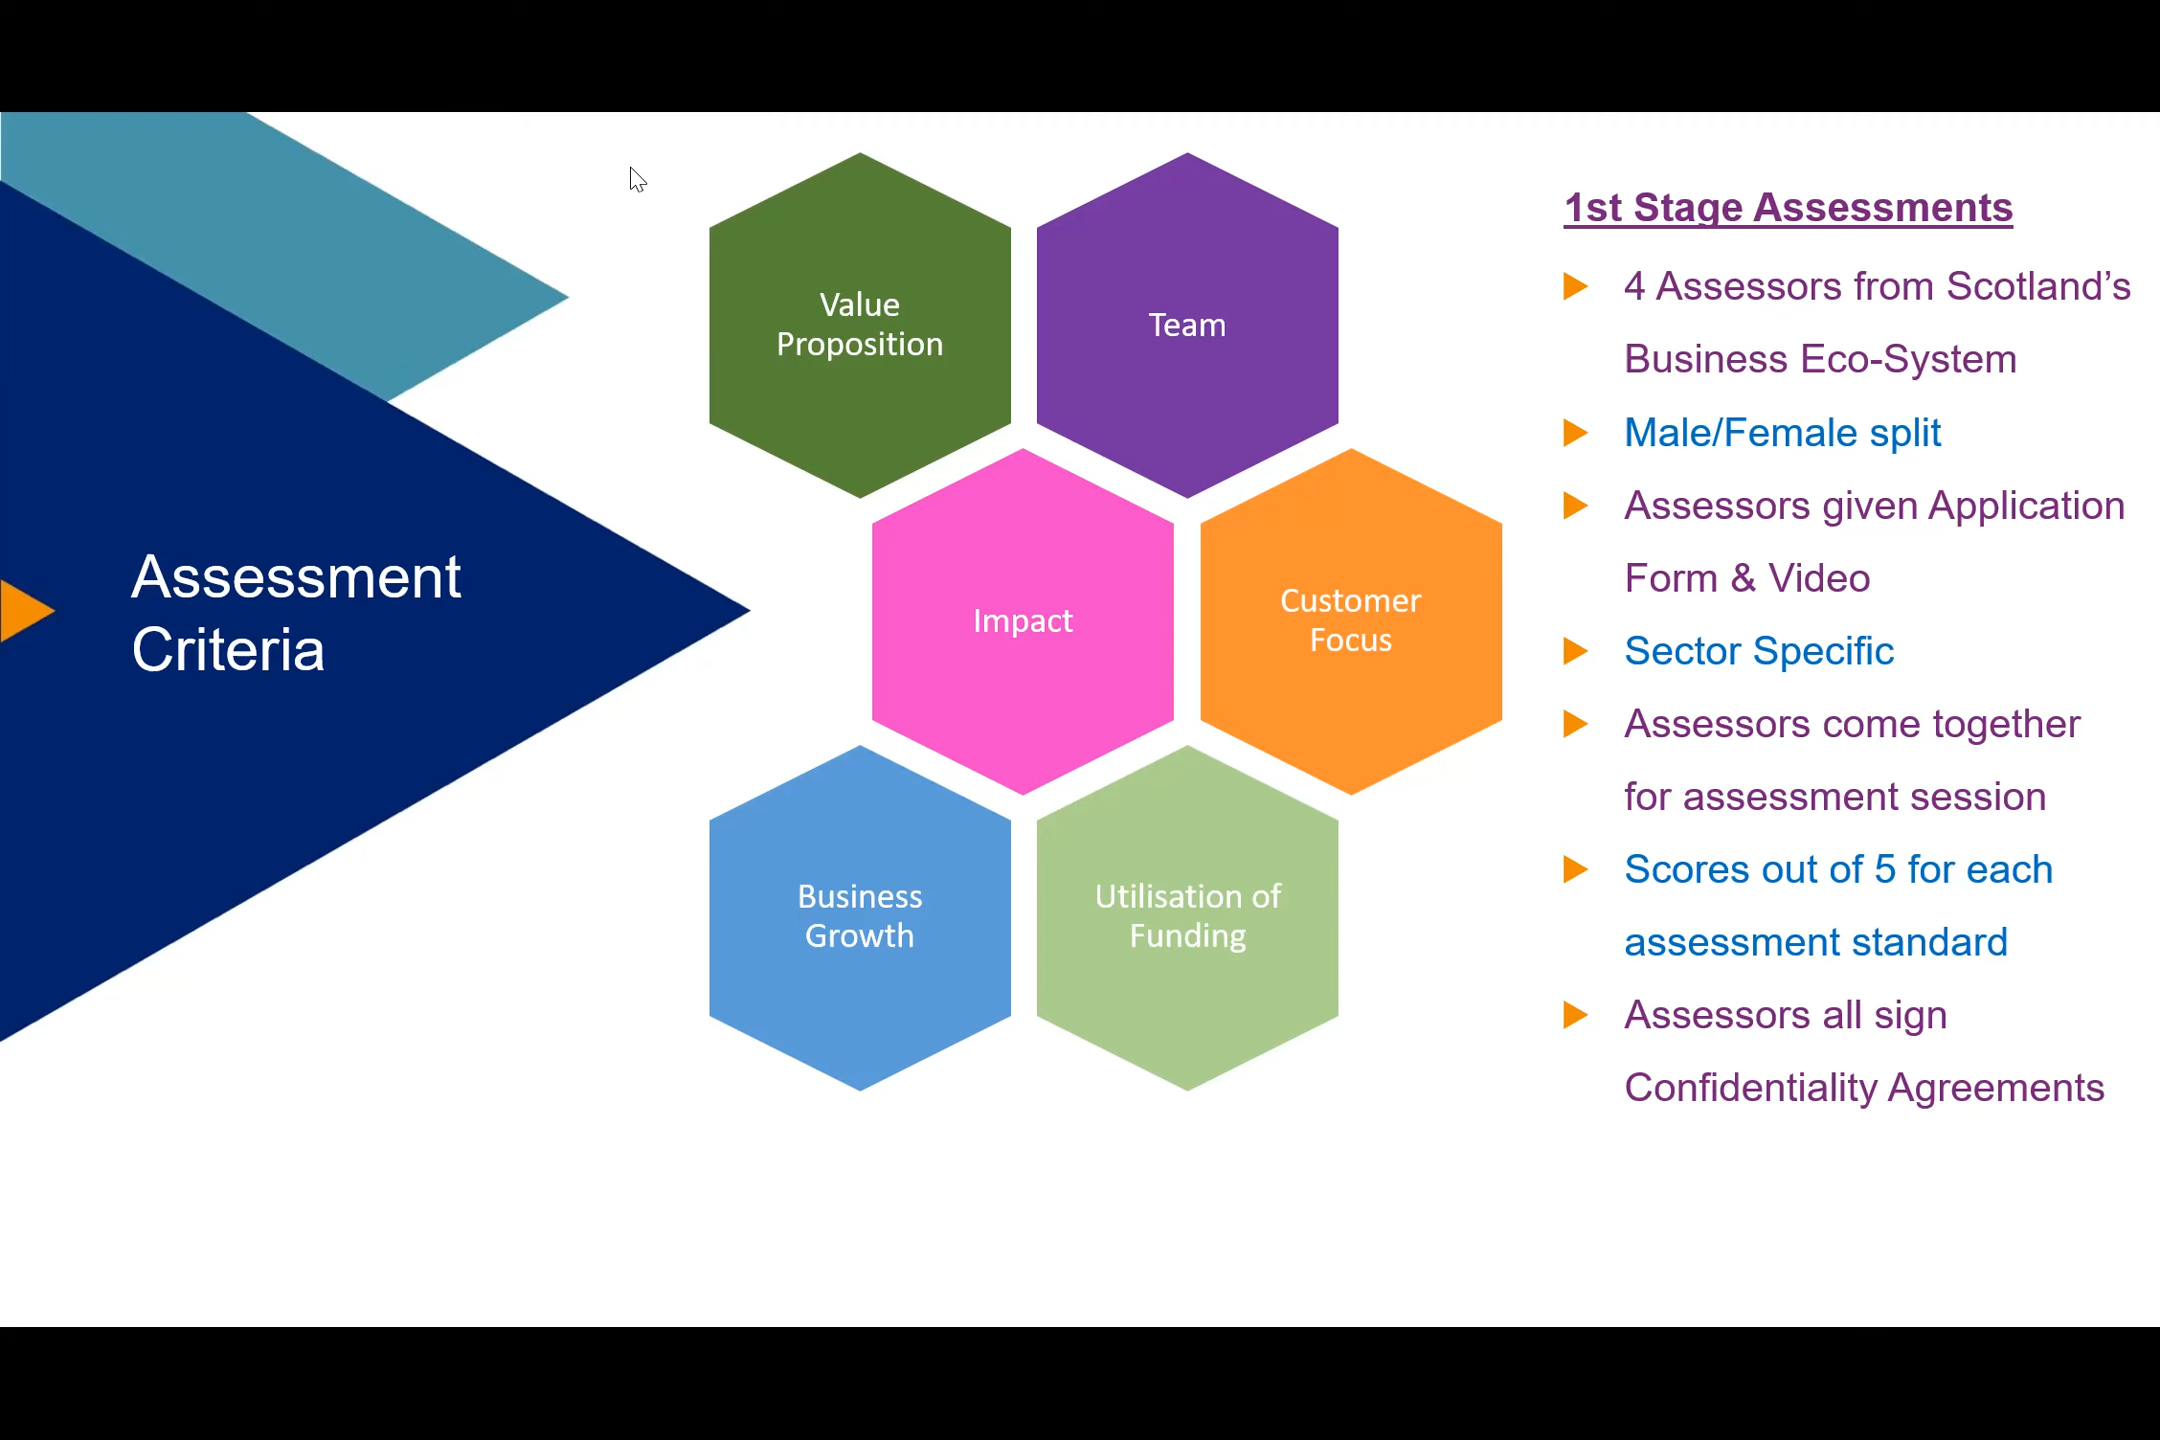 Assessment
Criteria
Value
Proposition
Team
Impact
Customer
Focus
Business
Growth
Utilisation of
Funding
1st Stage Assessments
4 Assessors from Scotland’s
Business Eco-System
Male/Female split
Assessors given Application
Form & Video
Sector Specific
Assessors come together
for assessment session
Scores out of 5 for each
assessment standard
Assessors all sign
Confidentiality Agreements